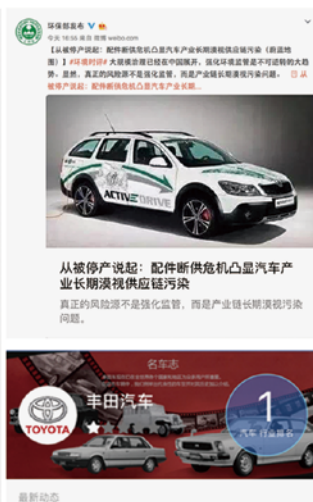 环保部发布
今天 16:56 来自 微博 weibo.com
【从被停产说起：配件断供危机凸显汽车产业长期漠视供应链污染（蔚蓝地
图）】#环境时评# 大规模治理已经在中国展开，强化环境监管是不可逆转的大趋
势。显然，真正的风险源不是强化监管，而是产业链长期漠视污染问题。 从
被停产说起：配件断供危机凸显汽车产业长期...
ACTIVE DRIVE
从被停产说起：配件断供危机凸显汽车产
业长期漠视供应链污染
真正的风险源不是强化监管，而是产业链长期漠视污染
问题。
名车志
丰田汽车
TOYOTA
1
汽车 行业排名
最新动态